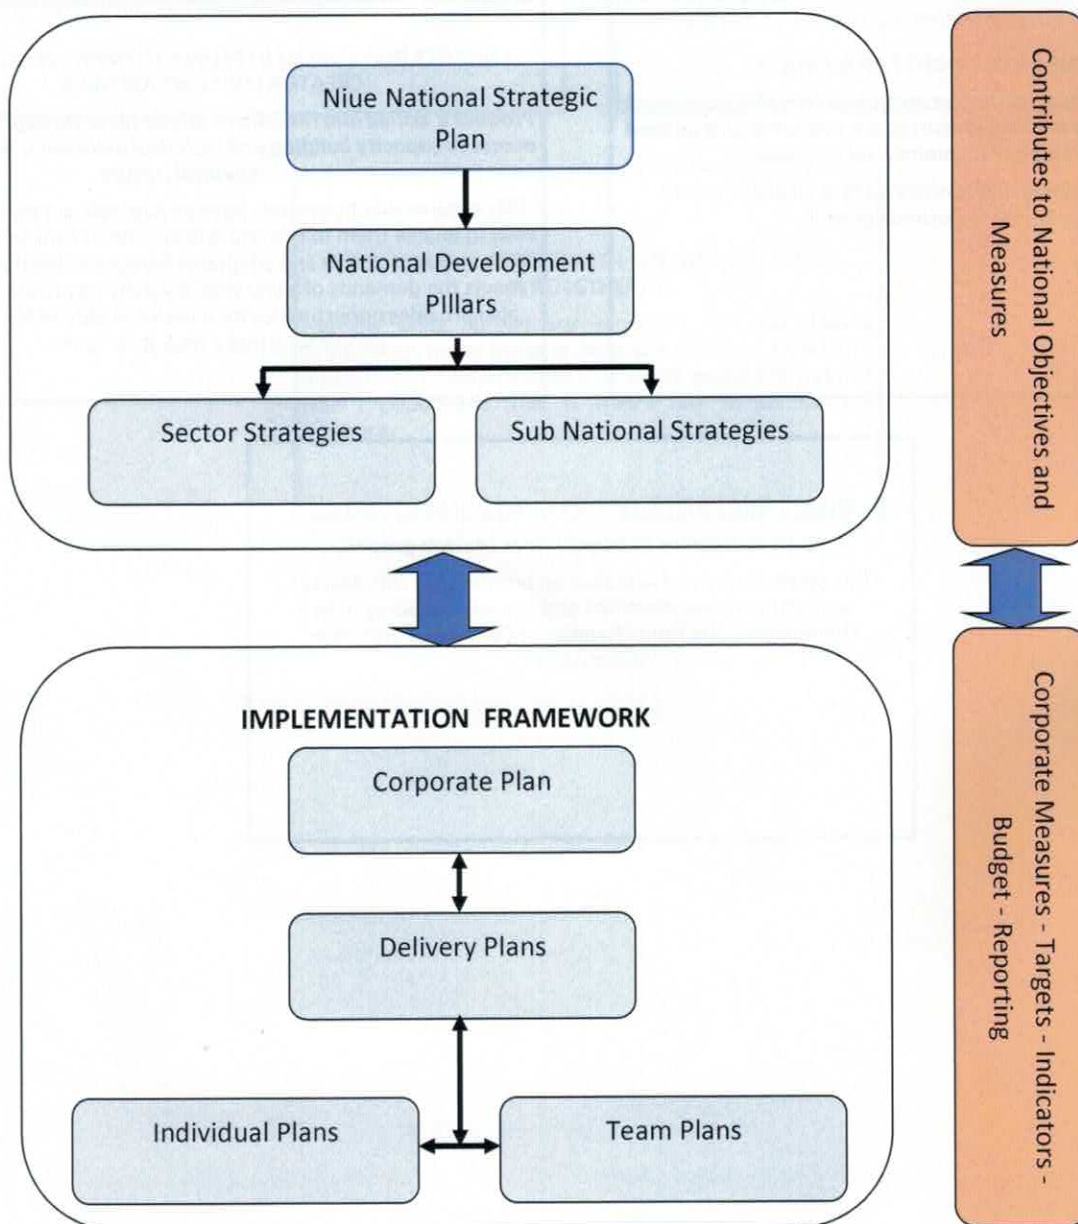 Niue National Strategic
Plan
National Development
PIllars
Sector Strategies
Sub National Strategies
Contributes to National Objectives and
Measures
IMPLEMENTATION FRAMEWORK
Corporate Plan
Delivery Plans
Individual Plans
Team Plans
Corporate Measures - Targets - Indicators -
Budget - Reporting